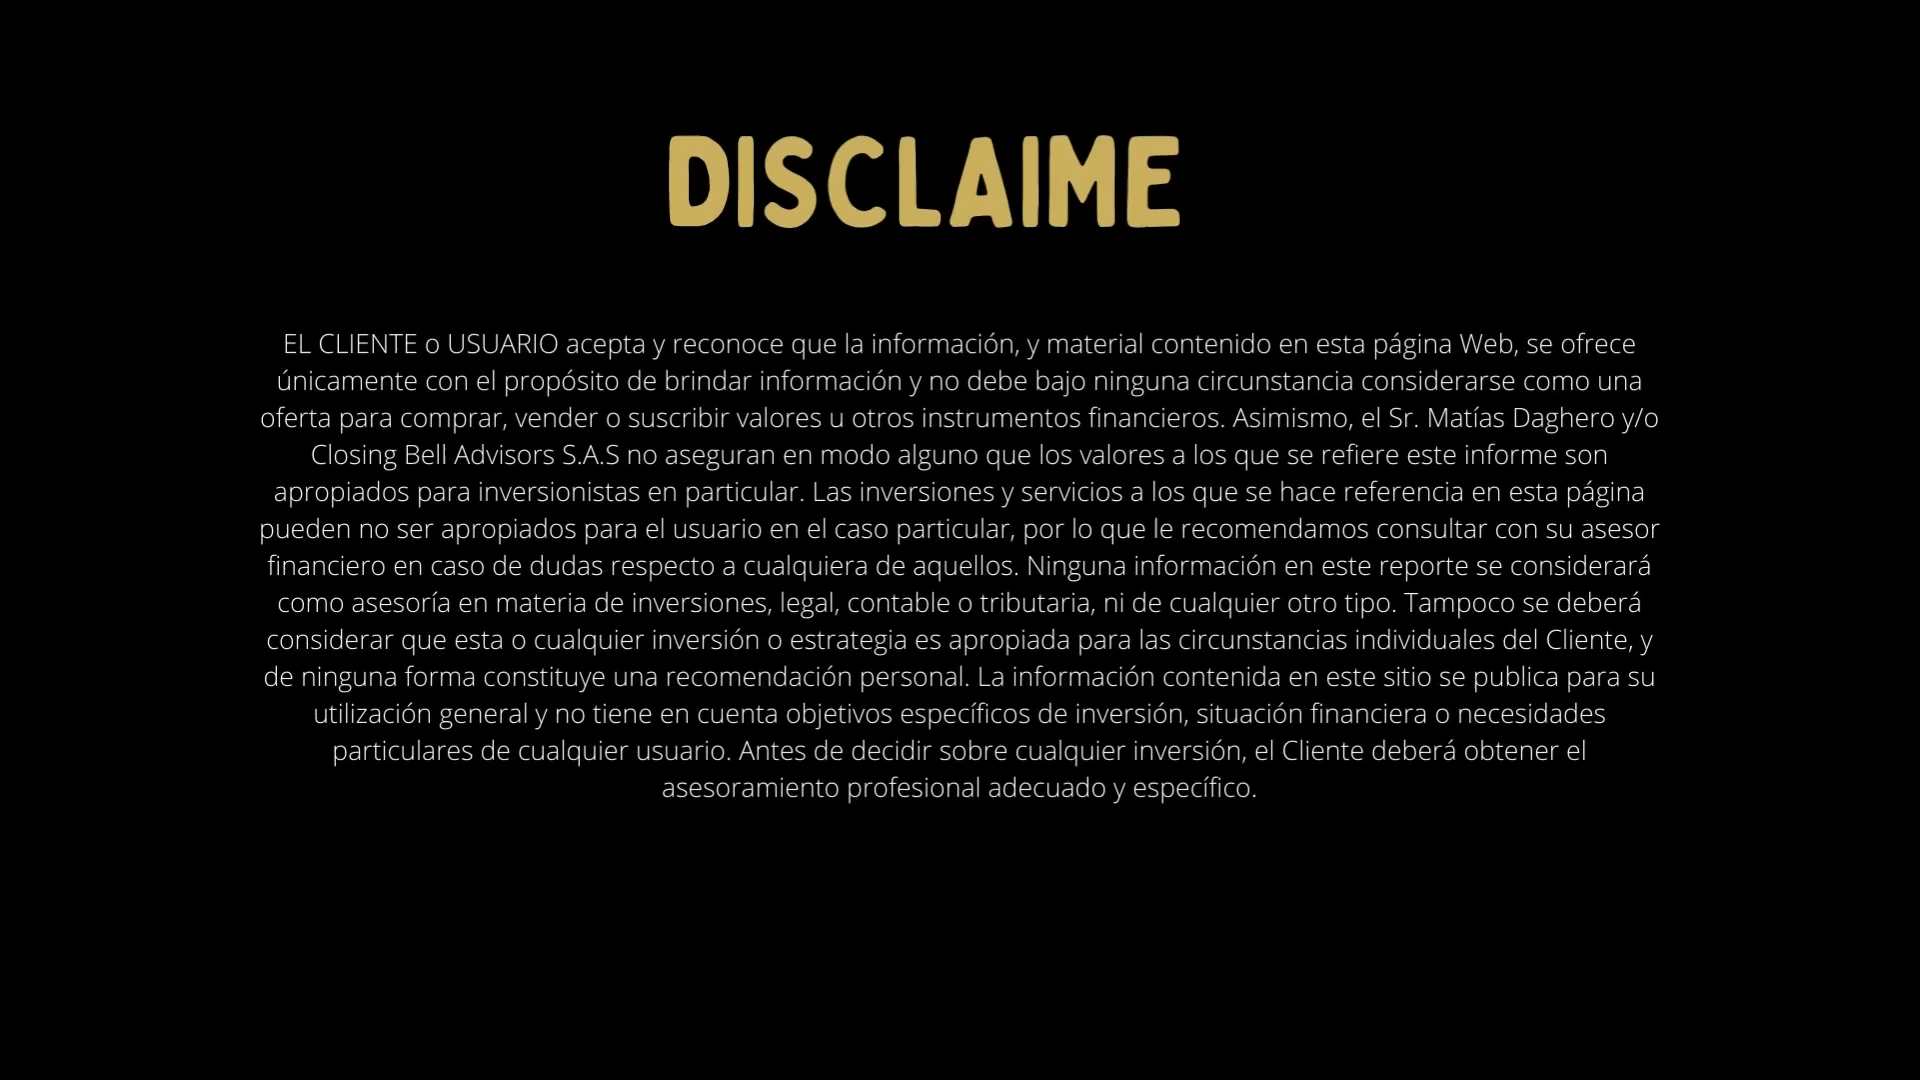 DISCLAIME
EL CLIENTE o USUARIO acepta y reconoce que la información, y material contenido en esta página Web, se ofrece
únicamente con el propósito de brindar información y no debe bajo ninguna circunstancia considerarse como una
oferta para comprar, vender o suscribir valores u otros instrumentos financieros. Asimismo, el Sr. Matías Daghero y/o
Closing Bell Advisors S.A.S no aseguran en modo alguno que los valores a los que se refiere este informe son
apropiados para inversionistas en particular. Las inversiones y servicios a los que se hace referencia en esta página
pueden no ser apropiados para el usuario en el caso particular, por lo que le recomendamos consultar con su asesor
financiero en caso de dudas respecto a cualquiera de aquellos. Ninguna información en este reporte se considerará
como asesoría en materia de inversiones, legal, contable o tributaria, ni de cualquier otro tipo. Tampoco se deberá
considerar que esta o cualquier inversión o estrategia es apropiada para las circunstancias individuales del Cliente, y
de ninguna forma constituye una recomendación personal. La información contenida en este sitio se publica para su
utilización general y no tiene en cuenta objetivos específicos de inversión, situación financiera o necesidades
particulares de cualquier usuario. Antes de decidir sobre cualquier inversión, el Cliente deberá obtener el
asesoramiento profesional adecuado y específico.